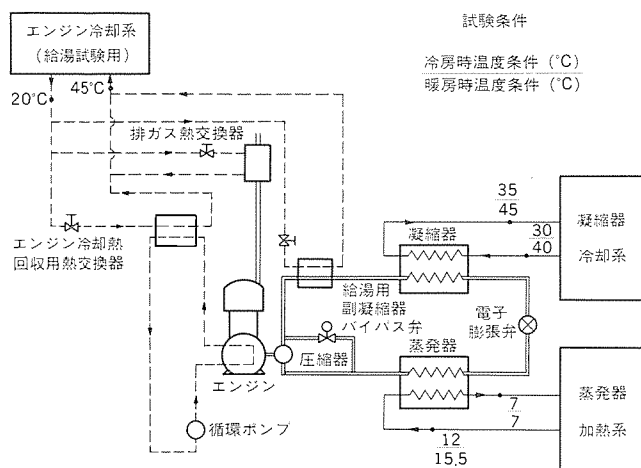 試験条件
冷房時温度条件 (°C)
暖房時温度条件 (°C)
エンジン冷却系
(給湯試験用)
20°C
45°C
排ガス熱交換器
エンジン冷却熱
回収用熱交換器
給湯用
副凝縮器
バイパス弁
圧縮器
エンジン
循環ポンプ
凝縮器
35
45
30
40
凝縮器
冷却系
電子
膨張弁
蒸発器
7
7
12
15.5
蒸発器
加熱系